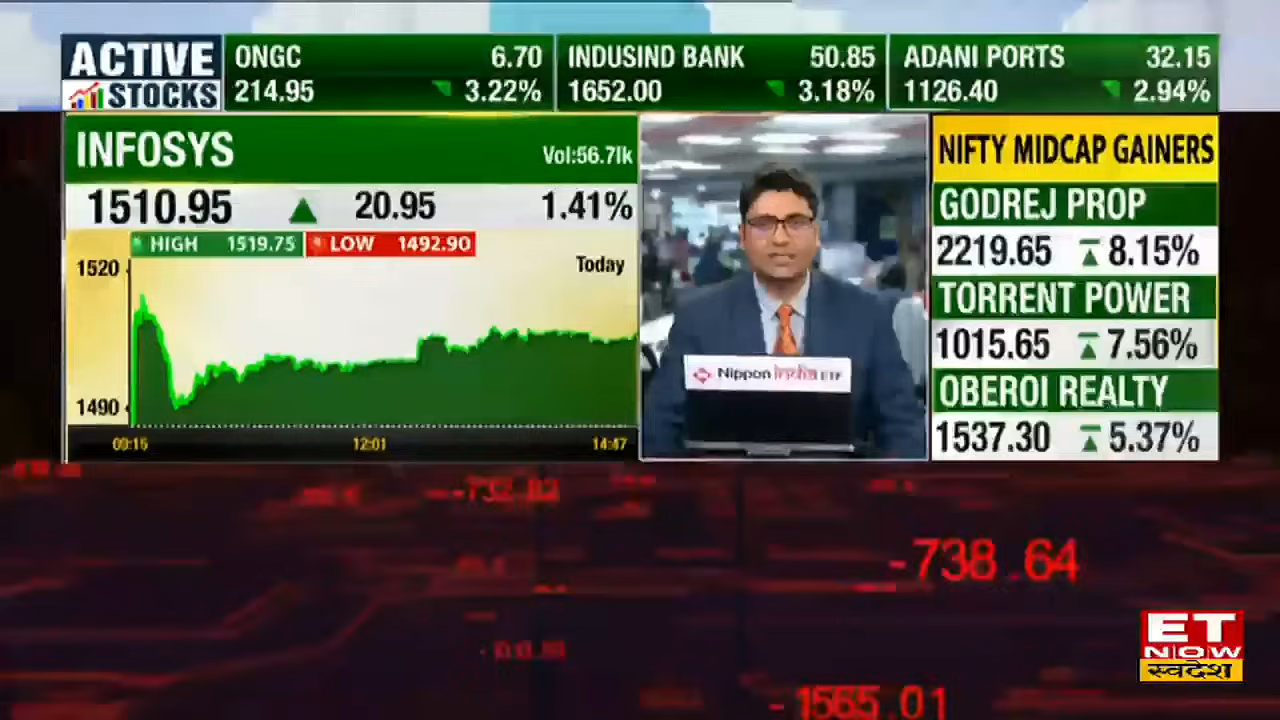 ACTIVE
STOCKS
ONGC 6.70
214.95 3.22%
INDUSIND BANK 50.85
1652.00 3.18%
ADANI PORTS 32.15
1126.40 2.94%
INFOSYS Vol:56.7lk
1510.95 20.95 1.41%
HIGH 1519.75 LOW 1492.90
Today
1520
1490
09:15 12:01 14:47
Nippon india ETF
NIFTY MIDCAP GAINERS
GODREJ PROP
2219.65 8.15%
TORRENT POWER
1015.65 7.56%
OBEROI REALTY
1537.30 5.37%
-732.83
-738.64
-1565.01
ET
NOW
स्वदेश